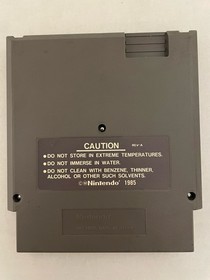 CAUTION REV-A
●DO NOT STORE IN EXTREME TEMPERATURES.
●DO NOT IMMERSE IN WATER.
●DO NOT CLEAN WITH BENZENE, THINNER,
ALCOHOL OR OTHER SUCH SOLVENTS.
©®Nintendo® 1985